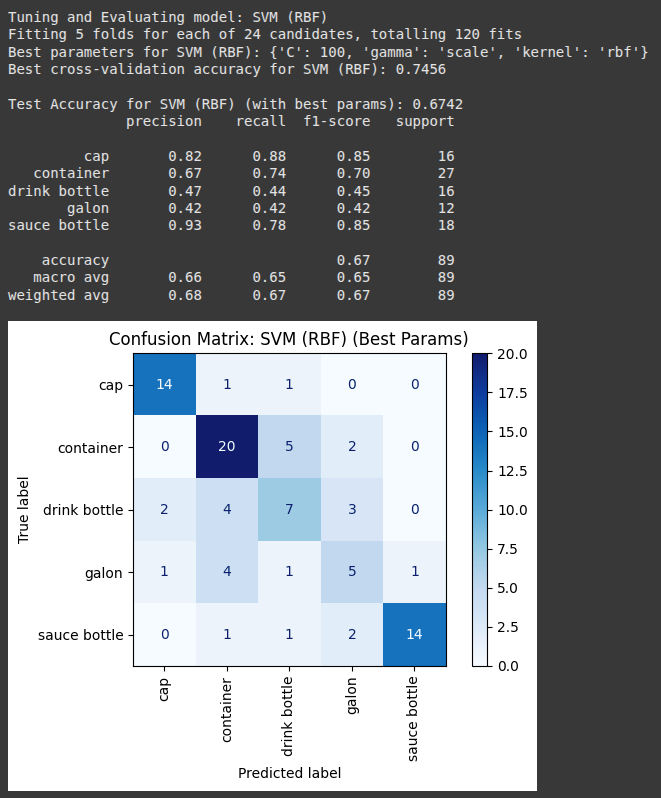 Tuning and Evaluating model: SVM (RBF)
Fitting 5 folds for each of 24 candidates, totalling 120 fits
Best parameters for SVM (RBF): {'C': 100, 'gamma': 'scale', 'kernel': 'rbf'}
Best cross-validation accuracy for SVM (RBF): 0.7456
Test Accuracy for SVM (RBF) (with best params): 0.6742
precision recall f1-score support
cap 0.82 0.88 0.85 16
container 0.67 0.74 0.70 27
drink bottle 0.47 0.44 0.45 16
galon 0.42 0.42 0.42 12
sauce bottle 0.93 0.78 0.85 18
accuracy 0.67 89
macro avg 0.66 0.65 0.65 89
weighted avg 0.68 0.67 0.67 89
Confusion Matrix: SVM (RBF) (Best Params)
True label
cap 14 1 1 0 0
container 0 20 5 2 0
drink bottle 2 4 7 3 0
galon 1 4 1 5 1
sauce bottle 0 1 1 2 14
cap container drink bottle galon sauce bottle
Predicted label
20.0
17.5
15.0
12.5
10.0
7.5
5.0
2.5
0.0